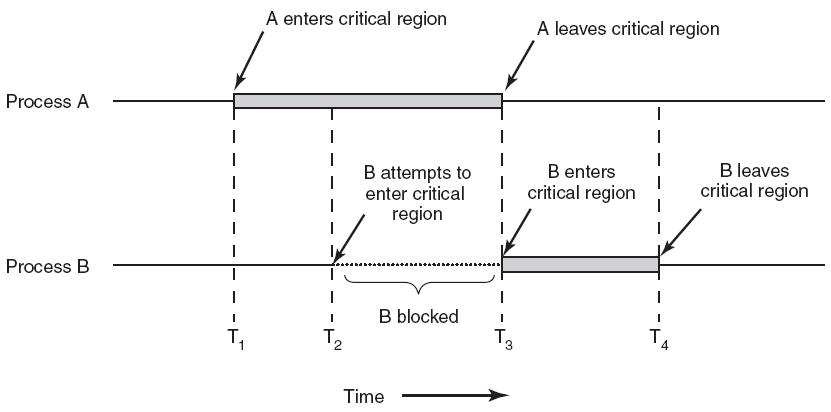 A enters critical region
A leaves critical region
Process A
B attempts to
enter critical
region
B enters
critical region
B leaves
critical region
Process B
B blocked
T1
T2
T3
T4
Time